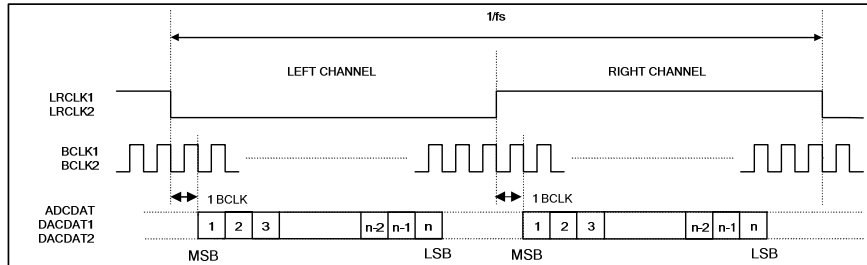 1/fs
LEFT CHANNEL
RIGHT CHANNEL
LRCLK1
LRCLK2
BCLK1
BCLK2
1 BCLK
1 BCLK
ADCDAT
DACDAT1
DACDAT2
1 2 3 n-2 n-1 n
1 2 3 n-2 n-1 n
MSB LSB MSB LSB